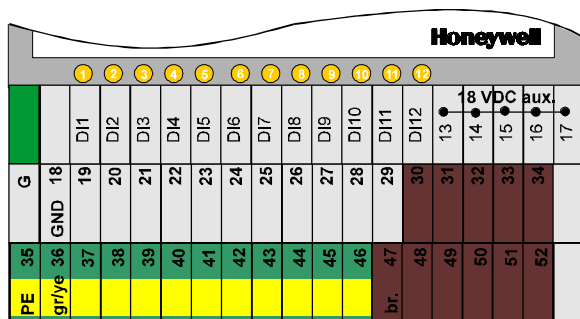 Honeywell
1 2 3 4 5 6 7 8 9 10 11 12
18 VDC aux.
DI1 DI2 DI3 DI4 DI5 DI6 DI7 DI8 DI9 DI10 DI11 DI12 13 14 15 16 17
G 18 19 20 21 22 23 24 25 26 27 28 29 30 31 32 33 34
GND
35 36 37 38 39 40 41 42 43 44 45 46 47 48 49 50 51 52
PE gr/ye br.